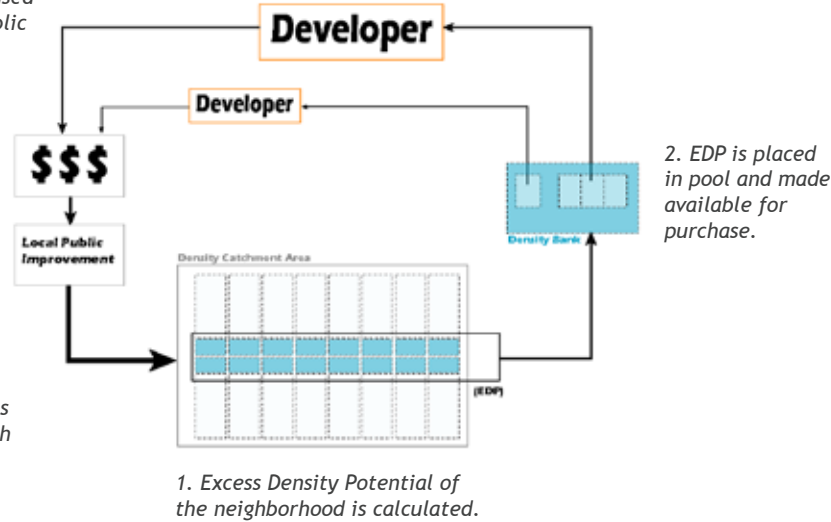 olic
Developer
Developer
$$$
2. EDP is placed
in pool and made
available for
purchase.
Local Public
Improvement
Density Bank
Density Catchment Area
(EDP)
s
h
1. Excess Density Potential of
the neighborhood is calculated.